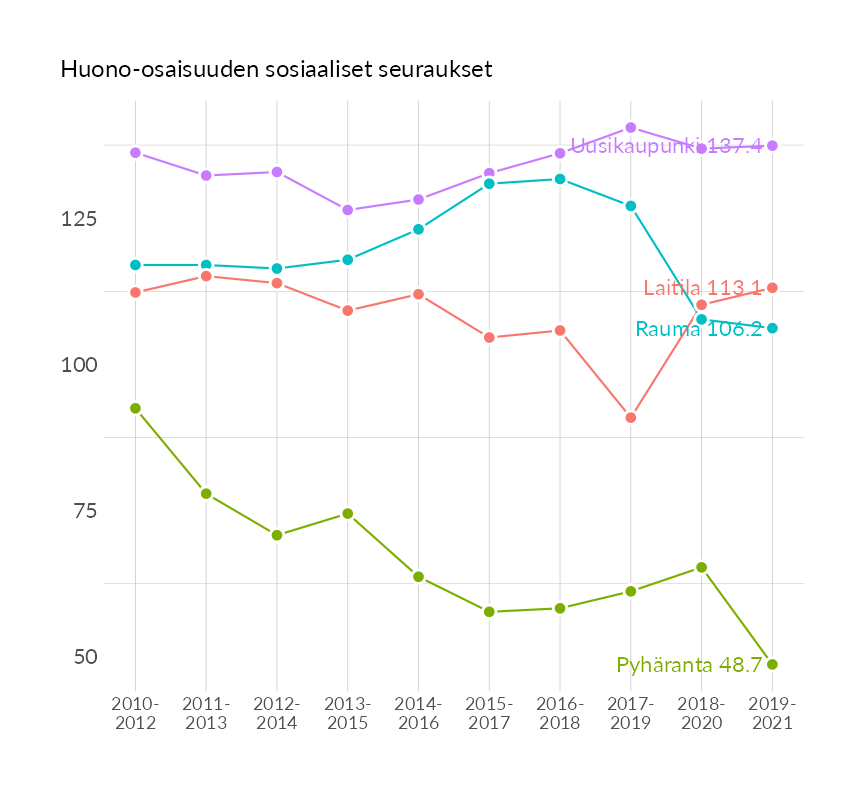 Huono-osaisuuden sosiaaliset seuraukset
Uusikaupunki 137.4
125
Laitila 113.1
Rauma 106.2
100
75
50
Pyhäranta 48.7
2010- 2011- 2012- 2013- 2014- 2015- 2016- 2017- 2018- 2019-
2012 2013 2014 2015 2016 2017 2018 2019 2020 2021